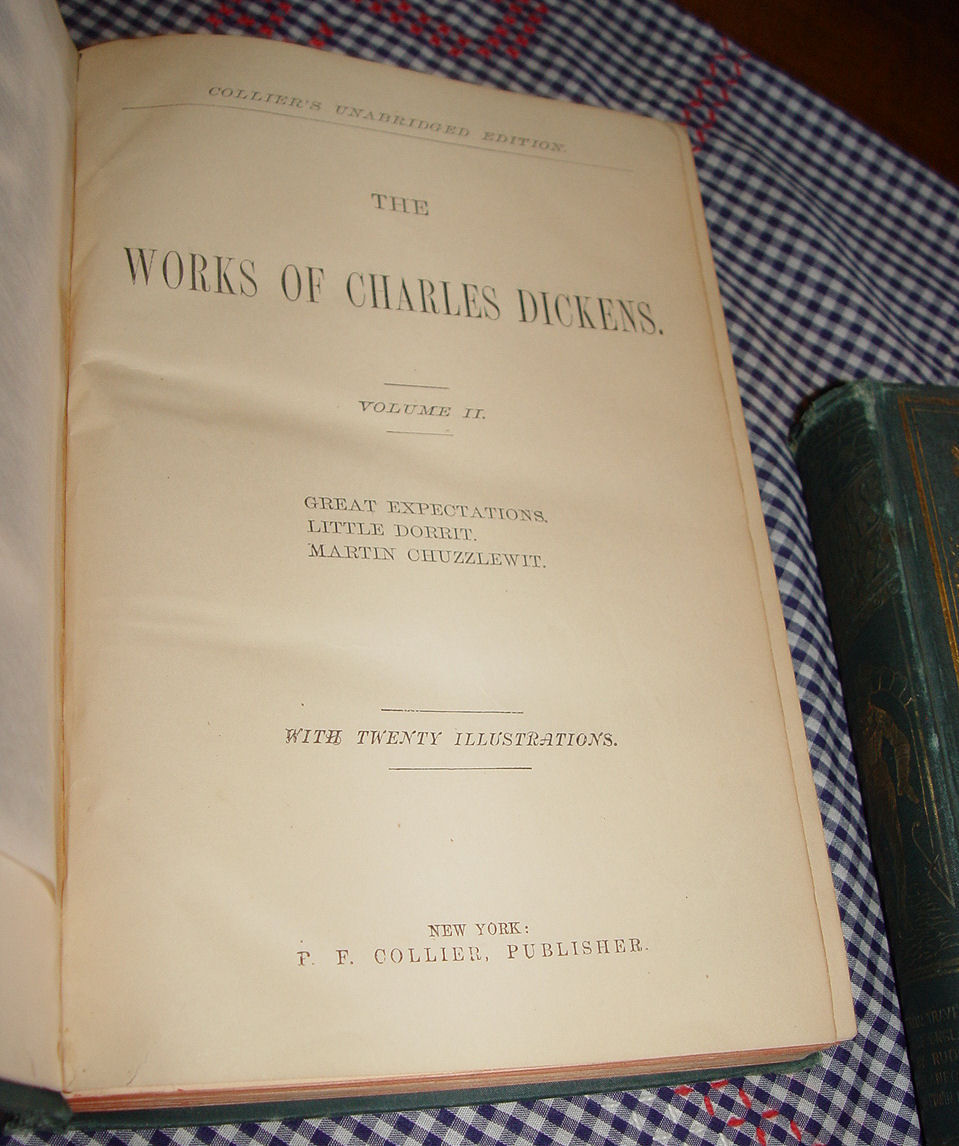 COLLIER'S UNABRIDGED EDITION.
THE
WORKS OF CHARLES DICKENS.
VOLUME II.
GREAT EXPECTATIONS.
LITTLE DORRIT.
MARTIN CHUZZLEWIT.
WITH TWENTY ILLUSTRATIONS.
NEW YORK:
P. F. COLLIER, PUBLISHER.